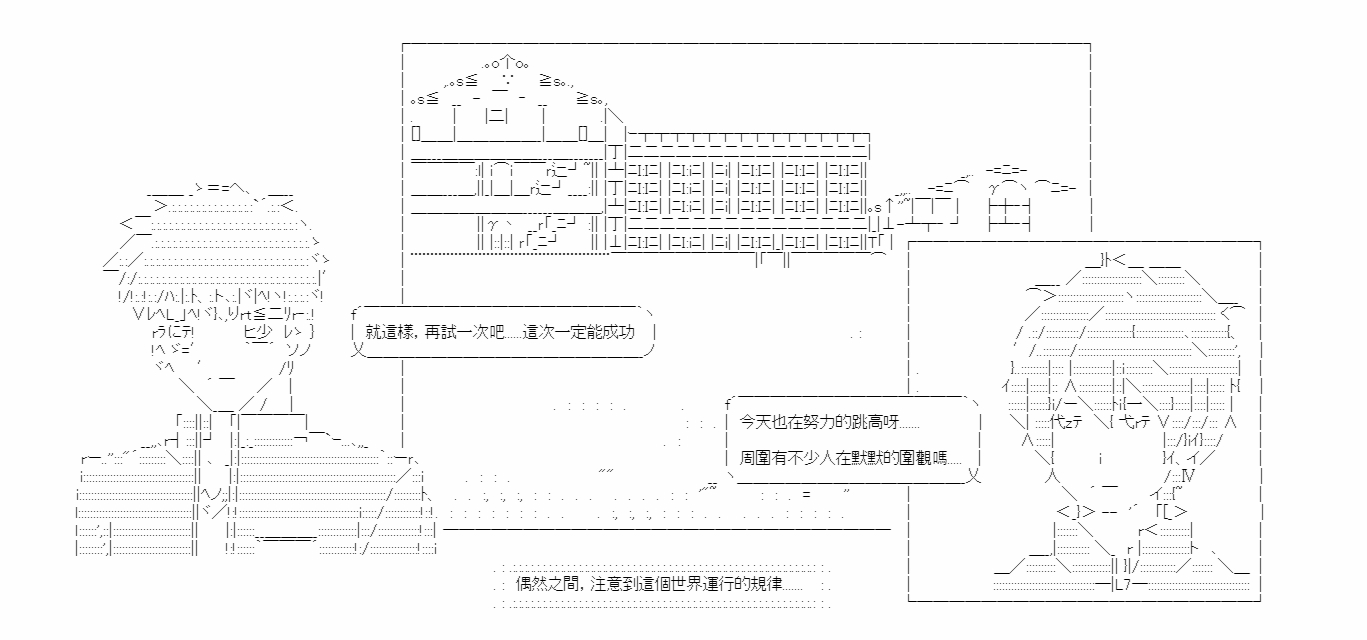 就這樣，再試一次吧......這次一定能成功
今天也在努力的跳高呀.......
周圍有不少人在默默的圍觀嗎.....
偶然之間，注意到這個世界運行的規律.......